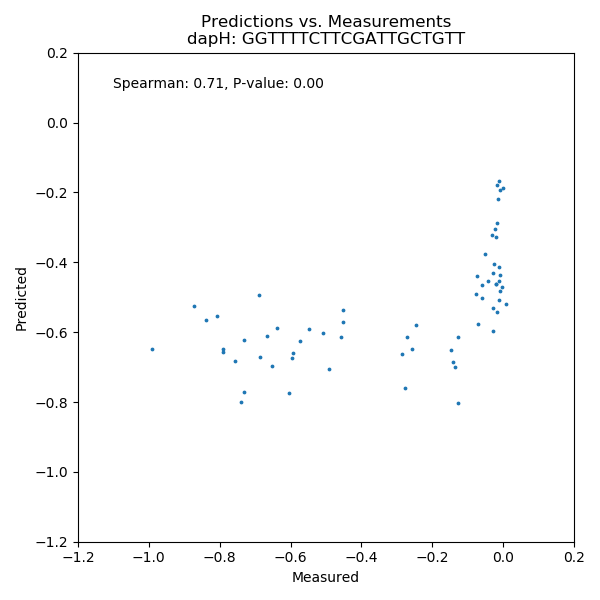 Predictions vs. Measurements
dapH: GGTTTTCTTCGATTGCTGTT
Spearman: 0.71, P-value: 0.00
Predicted
0.2
0.0
−0.2
−0.4
−0.6
−0.8
−1.0
−1.2
−1.2 −1.0 −0.8 −0.6 −0.4 −0.2 0.0 0.2
Measured